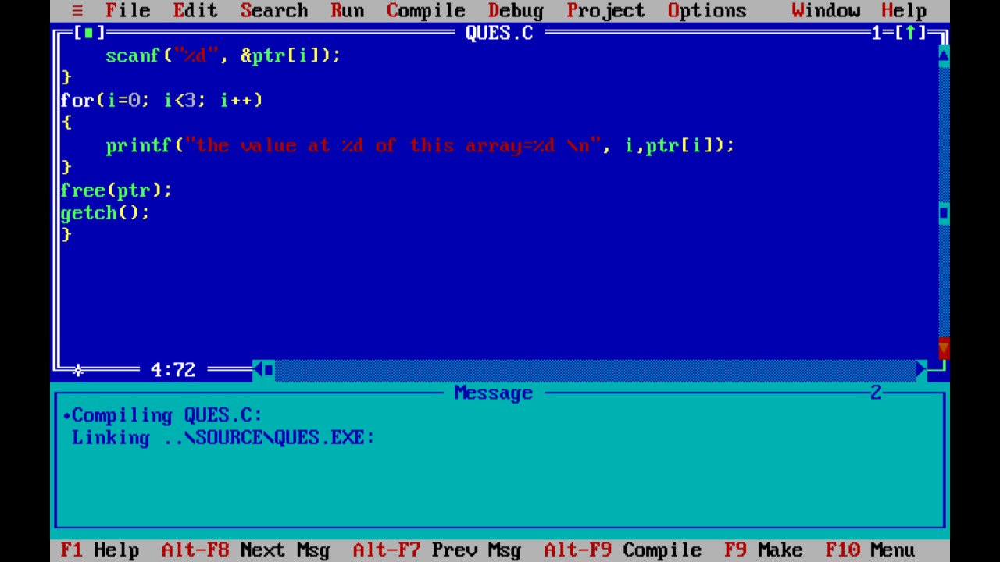 ≡ File Edit Search Run Compile Debug Project Options Window Help
[■] QUES.C 1=[↑]
scanf("%d", &ptr[i]);
}
for(i=0; i<3; i++)
{
printf("the value at %d of this array=%d \n", i,ptr[i]);
}
free(ptr);
getch();
}
4:72
Message 2
•Compiling QUES.C:
Linking ..\SOURCE\QUES.EXE:
F1 Help Alt-F8 Next Msg Alt-F7 Prev Msg Alt-F9 Compile F9 Make F10 Menu